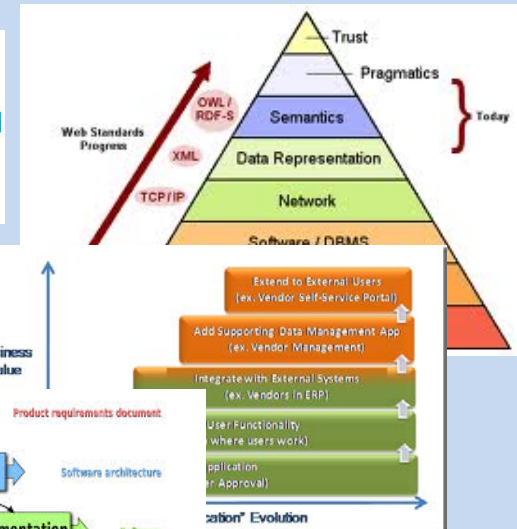 Trust
Pragmatics
OWL /
RDF-S
Semantics
Today
Web Standards
Progress
XML
Data Representation
TCP/IP
Network
Software / DBMS
Extend to External Users
(ex. Vendor Self-Service Portal)
Add Supporting Data Management App
(ex. Vendor Management)
Integrate with External Systems
(ex. Vendors in ERP)
User Functionality
where users work)
Approval)
Evolution
Product requirements document
Software architecture